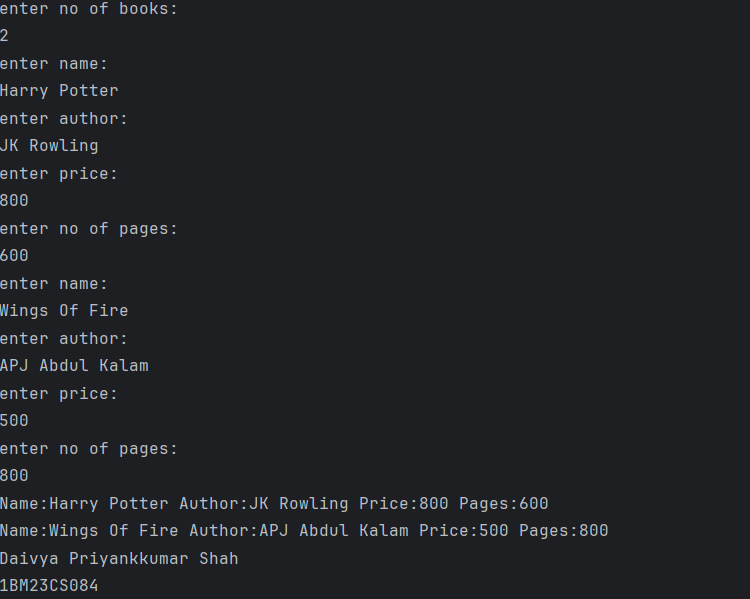 enter no of books:
2
enter name:
Harry Potter
enter author:
JK Rowling
enter price:
800
enter no of pages:
600
enter name:
Wings Of Fire
enter author:
APJ Abdul Kalam
enter price:
500
enter no of pages:
800
Name:Harry Potter Author:JK Rowling Price:800 Pages:600
Name:Wings Of Fire Author:APJ Abdul Kalam Price:500 Pages:800
Daivya Priyankkumar Shah
1BM23CS084